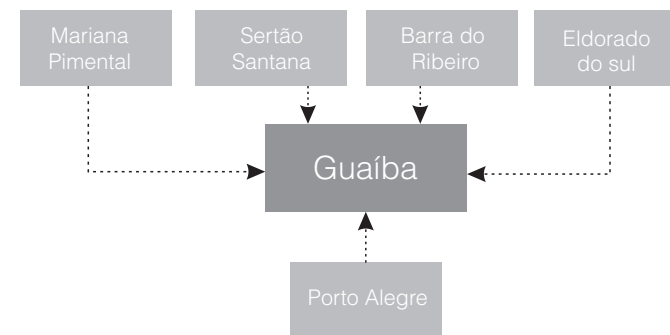 Mariana
Pimental
Sertão
Santana
Barra do
Ribeiro
Eldorado
do sul
Guaíba
Porto Alegre